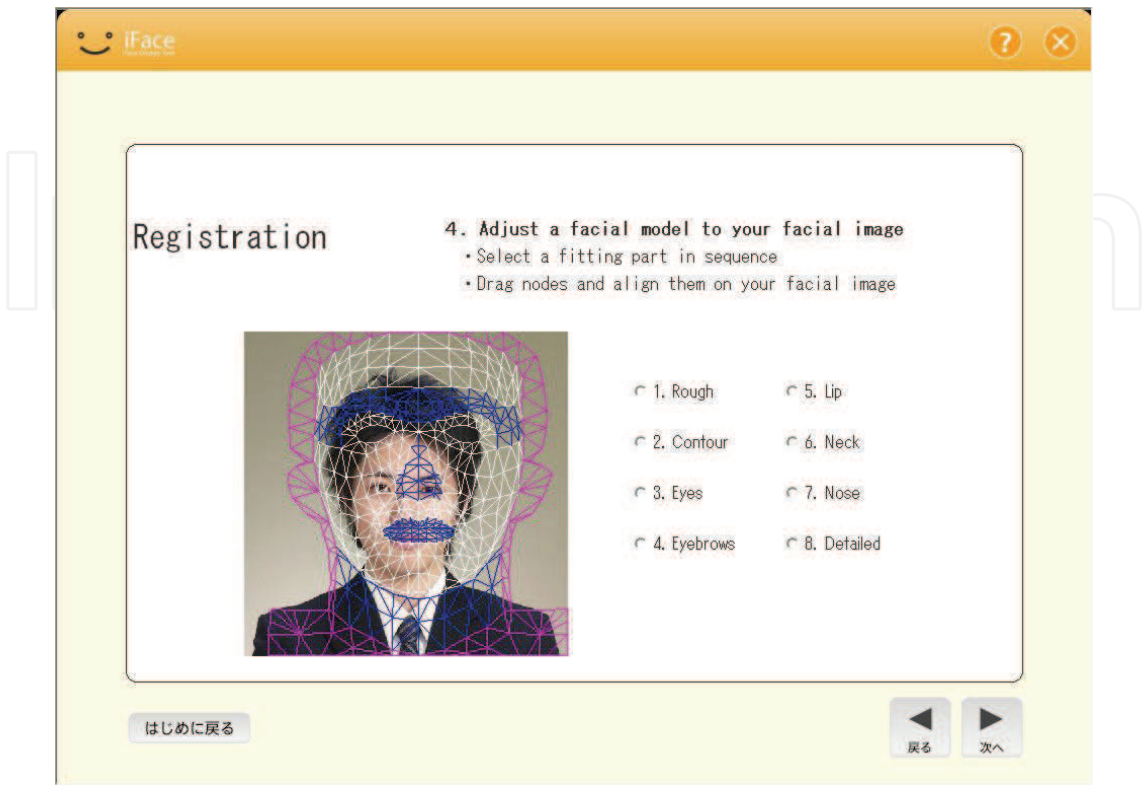 iFace
?
Registration
4. Adjust a facial model to your facial image
・Select a fitting part in sequence
・Drag nodes and align them on your facial image
1. Rough
5. Lip
2. Contour
6. Neck
3. Eyes
7. Nose
4. Eyebrows
8. Detailed
はじめに戻る
戻る
次へ